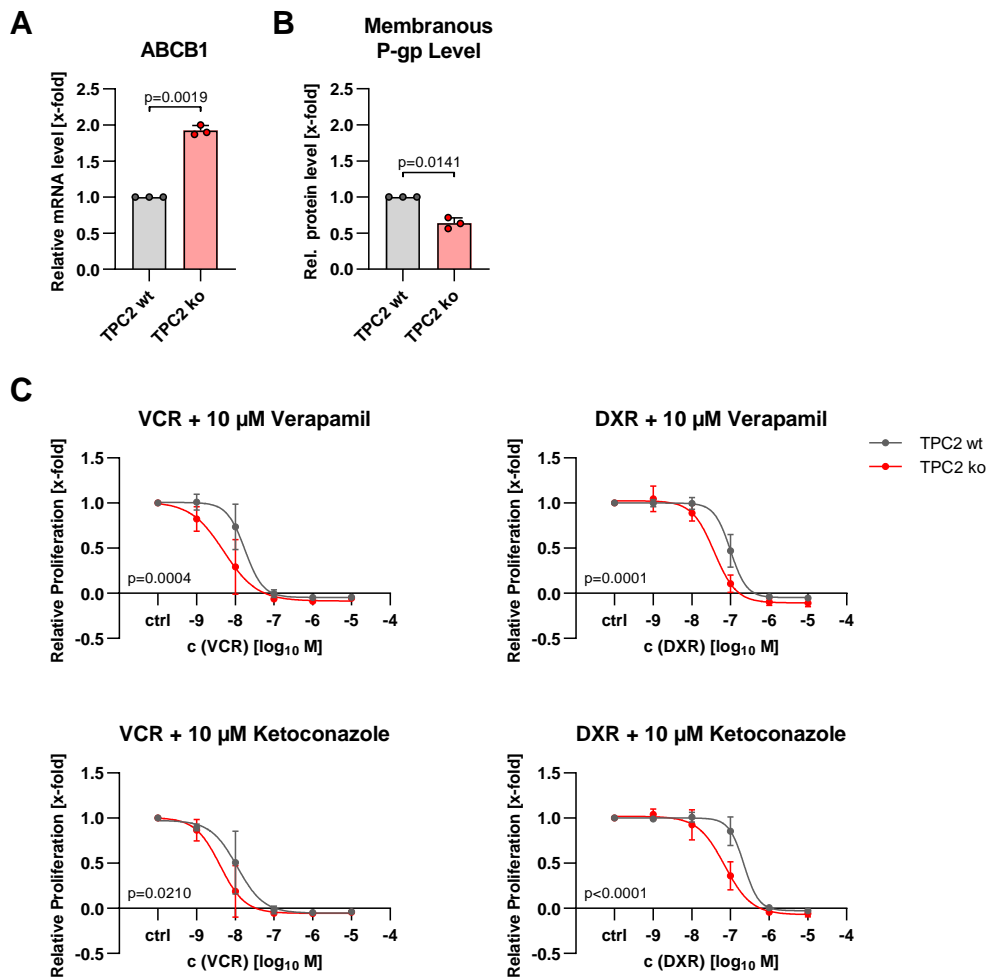 A
ABCB1
Relative mRNA level [x-fold]
2.5
2.0
1.5
1.0
0.5
0.0
p=0.0019
TPC2 wt
TPC2 ko
B
Membranous
P-gp Level
Rel. protein level [x-fold]
2.5
2.0
1.5
1.0
0.5
0.0
p=0.0141
TPC2 wt
TPC2 ko
C
VCR + 10 µM Verapamil
Relative Proliferation [x-fold]
1.5
1.0
0.5
0.0
-0.5
p=0.0004
ctrl -9 -8 -7 -6 -5 -4
c (VCR) [log₁₀ M]
DXR + 10 µM Verapamil
Relative Proliferation [x-fold]
1.5
1.0
0.5
0.0
-0.5
p=0.0001
ctrl -9 -8 -7 -6 -5 -4
c (DXR) [log₁₀ M]
TPC2 wt
TPC2 ko
VCR + 10 µM Ketoconazole
Relative Proliferation [x-fold]
1.5
1.0
0.5
0.0
-0.5
p=0.0210
ctrl -9 -8 -7 -6 -5 -4
c (VCR) [log₁₀ M]
DXR + 10 µM Ketoconazole
Relative Proliferation [x-fold]
1.5
1.0
0.5
0.0
-0.5
p<0.0001
ctrl -9 -8 -7 -6 -5 -4
c (DXR) [log₁₀ M]